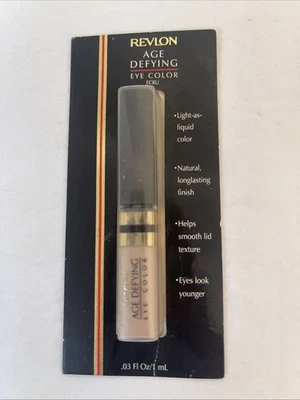 REVLON
AGE
DEFYING
EYE COLOR
ECRU
•Light-as-
liquid
color
•Natural,
longlasting
finish
•Helps
smooth lid
texture
•Eyes look
younger
AGE DEFYING
EYE COLOR
.03 Fl Oz/1 mL